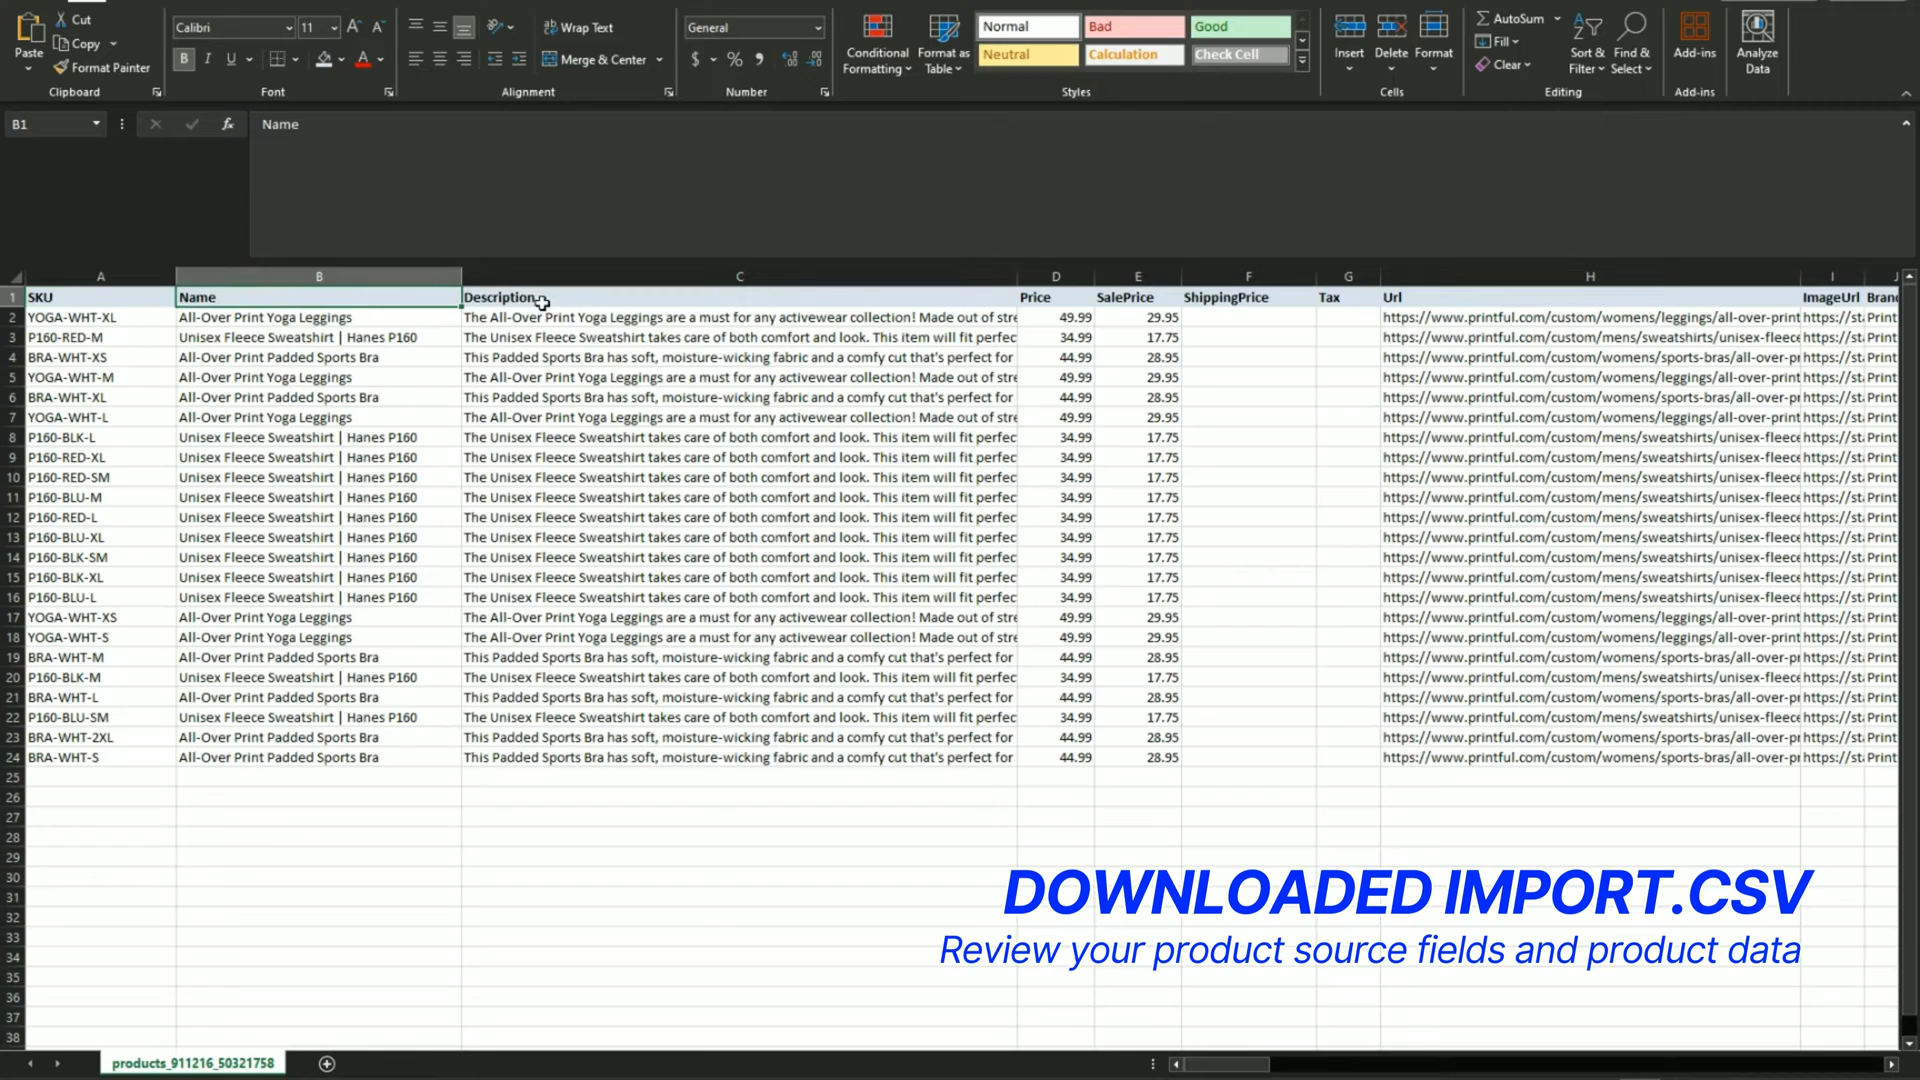 Cut
Copy
Format Painter
Paste
Clipboard
Calibri 11
B I U
Font
Wrap Text
Merge & Center
Alignment
General
$ % 9
Number
Conditional Formatting
Format as Table
Normal Bad Good
Neutral Calculation Check Cell
Styles
Insert Delete Format
Cells
AutoSum
Fill
Clear
Sort & Filter
Find & Select
Editing
Add-ins
Add-ins
Analyze Data
B1 fx Name
A B C D E F G H I J
1 SKU Name Description Price SalePrice ShippingPrice Tax Url ImageUrl Brand
2 YOGA-WHT-XL All-Over Print Yoga Leggings The All-Over Print Yoga Leggings are a must for any activewear collection! Made out of stre 49.99 29.95 https://www.printful.com/custom/womens/leggings/all-over-print https://sta Print
3 P160-RED-M Unisex Fleece Sweatshirt | Hanes P160 The Unisex Fleece Sweatshirt takes care of both comfort and look. This item will fit perfec 34.99 17.75 https://www.printful.com/custom/mens/sweatshirts/unisex-fleece https://sta Print
4 BRA-WHT-XS All-Over Print Padded Sports Bra This Padded Sports Bra has soft, moisture-wicking fabric and a comfy cut that's perfect for 44.99 28.95 https://www.printful.com/custom/womens/sports-bras/all-over-pr https://sta Print
5 YOGA-WHT-M All-Over Print Yoga Leggings The All-Over Print Yoga Leggings are a must for any activewear collection! Made out of stre 49.99 29.95 https://www.printful.com/custom/womens/leggings/all-over-print https://sta Print
6 BRA-WHT-XL All-Over Print Padded Sports Bra This Padded Sports Bra has soft, moisture-wicking fabric and a comfy cut that's perfect for 44.99 28.95 https://www.printful.com/custom/womens/sports-bras/all-over-pr https://sta Print
7 YOGA-WHT-L All-Over Print Yoga Leggings The All-Over Print Yoga Leggings are a must for any activewear collection! Made out of stre 49.99 29.95 https://www.printful.com/custom/womens/leggings/all-over-print https://sta Print
8 P160-BLK-L Unisex Fleece Sweatshirt | Hanes P160 The Unisex Fleece Sweatshirt takes care of both comfort and look. This item will fit perfec 34.99 17.75 https://www.printful.com/custom/mens/sweatshirts/unisex-fleece https://sta Print
9 P160-RED-XL Unisex Fleece Sweatshirt | Hanes P160 The Unisex Fleece Sweatshirt takes care of both comfort and look. This item will fit perfec 34.99 17.75 https://www.printful.com/custom/mens/sweatshirts/unisex-fleece https://sta Print
10 P160-RED-SM Unisex Fleece Sweatshirt | Hanes P160 The Unisex Fleece Sweatshirt takes care of both comfort and look. This item will fit perfec 34.99 17.75 https://www.printful.com/custom/mens/sweatshirts/unisex-fleece https://sta Print
11 P160-BLU-M Unisex Fleece Sweatshirt | Hanes P160 The Unisex Fleece Sweatshirt takes care of both comfort and look. This item will fit perfec 34.99 17.75 https://www.printful.com/custom/mens/sweatshirts/unisex-fleece https://sta Print
12 P160-RED-L Unisex Fleece Sweatshirt | Hanes P160 The Unisex Fleece Sweatshirt takes care of both comfort and look. This item will fit perfec 34.99 17.75 https://www.printful.com/custom/mens/sweatshirts/unisex-fleece https://sta Print
13 P160-BLU-XL Unisex Fleece Sweatshirt | Hanes P160 The Unisex Fleece Sweatshirt takes care of both comfort and look. This item will fit perfec 34.99 17.75 https://www.printful.com/custom/mens/sweatshirts/unisex-fleece https://sta Print
14 P160-BLK-SM Unisex Fleece Sweatshirt | Hanes P160 The Unisex Fleece Sweatshirt takes care of both comfort and look. This item will fit perfec 34.99 17.75 https://www.printful.com/custom/mens/sweatshirts/unisex-fleece https://sta Print
15 P160-BLK-XL Unisex Fleece Sweatshirt | Hanes P160 The Unisex Fleece Sweatshirt takes care of both comfort and look. This item will fit perfec 34.99 17.75 https://www.printful.com/custom/mens/sweatshirts/unisex-fleece https://sta Print
16 P160-BLU-L Unisex Fleece Sweatshirt | Hanes P160 The Unisex Fleece Sweatshirt takes care of both comfort and look. This item will fit perfec 34.99 17.75 https://www.printful.com/custom/mens/sweatshirts/unisex-fleece https://sta Print
17 YOGA-WHT-XS All-Over Print Yoga Leggings The All-Over Print Yoga Leggings are a must for any activewear collection! Made out of stre 49.99 29.95 https://www.printful.com/custom/womens/leggings/all-over-print https://sta Print
18 YOGA-WHT-S All-Over Print Yoga Leggings The All-Over Print Yoga Leggings are a must for any activewear collection! Made out of stre 49.99 29.95 https://www.printful.com/custom/womens/leggings/all-over-print https://sta Print
19 BRA-WHT-M All-Over Print Padded Sports Bra This Padded Sports Bra has soft, moisture-wicking fabric and a comfy cut that's perfect for 44.99 28.95 https://www.printful.com/custom/womens/sports-bras/all-over-pr https://sta Print
20 P160-BLK-M Unisex Fleece Sweatshirt | Hanes P160 The Unisex Fleece Sweatshirt takes care of both comfort and look. This item will fit perfec 34.99 17.75 https://www.printful.com/custom/mens/sweatshirts/unisex-fleece https://sta Print
21 BRA-WHT-L All-Over Print Padded Sports Bra This Padded Sports Bra has soft, moisture-wicking fabric and a comfy cut that's perfect for 44.99 28.95 https://www.printful.com/custom/womens/sports-bras/all-over-pr https://sta Print
22 P160-BLU-SM Unisex Fleece Sweatshirt | Hanes P160 The Unisex Fleece Sweatshirt takes care of both comfort and look. This item will fit perfec 34.99 17.75 https://www.printful.com/custom/mens/sweatshirts/unisex-fleece https://sta Print
23 BRA-WHT-2XL All-Over Print Padded Sports Bra This Padded Sports Bra has soft, moisture-wicking fabric and a comfy cut that's perfect for 44.99 28.95 https://www.printful.com/custom/womens/sports-bras/all-over-pr https://sta Print
24 BRA-WHT-S All-Over Print Padded Sports Bra This Padded Sports Bra has soft, moisture-wicking fabric and a comfy cut that's perfect for 44.99 28.95 https://www.printful.com/custom/womens/sports-bras/all-over-pr https://sta Print
25
26
27
28
29
30
31
32
33
34
35
36
37
38
DOWNLOADED IMPORT.CSV
Review your product source fields and product data
products_911216_50321758